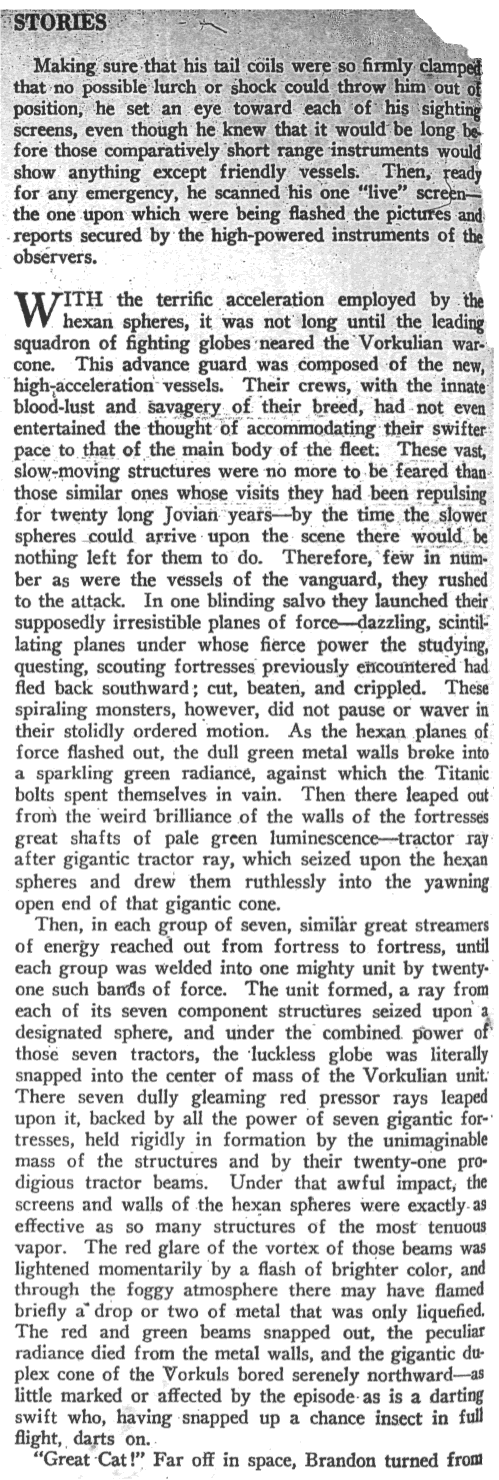 STORIES
Making sure that his tail coils were so firmly clamped
that no possible lurch or shock could throw him out of
position, he set an eye toward each of his sighting
screens, even though he knew that it would be long be-
fore those comparatively short range instruments would
show anything except friendly vessels. Then, ready
for any emergency, he scanned his one "live" screen—
the one upon which were being flashed the pictures and
reports secured by the high-powered instruments of the
observers.
WITH the terrific acceleration employed by the
hexan spheres, it was not long until the leading
squadron of fighting globes neared the Vorkulian war-
cone. This advance guard was composed of the new,
high-acceleration vessels. Their crews, with the innate
blood-lust and savagery of their breed, had not even
entertained the thought of accommodating their swifter
pace to that of the main body of the fleet. These vast,
slow-moving structures were no more to be feared than
those similar ones whose visits they had been repulsing
for twenty long Jovian years—by the time the slower
spheres could arrive upon the scene there would be
nothing left for them to do. Therefore, few in num-
ber as were the vessels of the vanguard, they rushed
to the attack. In one blinding salvo they launched their
supposedly irresistible planes of force—dazzling, scintil-
lating planes under whose fierce power the studying,
questing, scouting fortresses previously encountered had
fled back southward; cut, beaten, and crippled. These
spiraling monsters, however, did not pause or waver in
their stolidly ordered motion. As the hexan planes of
force flashed out, the dull green metal walls broke into
a sparkling green radiance, against which the Titanic
bolts spent themselves in vain. Then there leaped out
from the weird brilliance of the walls of the fortresses
great shafts of pale green luminescence—tractor ray
after gigantic tractor ray, which seized upon the hexan
spheres and drew them ruthlessly into the yawning
open end of that gigantic cone.
Then, in each group of seven, similar great streamers
of energy reached out from fortress to fortress, until
each group was welded into one mighty unit by twenty-
one such bands of force. The unit formed, a ray from
each of its seven component structures seized upon a
designated sphere, and under the combined power of
those seven tractors, the luckless globe was literally
snapped into the center of mass of the Vorkulian unit.
There seven dully gleaming red pressor rays leaped
upon it, backed by all the power of seven gigantic for-
tresses, held rigidly in formation by the unimaginable
mass of the structures and by their twenty-one pro-
digious tractor beams. Under that awful impact, the
screens and walls of the hexan spheres were exactly as
effective as so many structures of the most tenuous
vapor. The red glare of the vortex of those beams was
lightened momentarily by a flash of brighter color, and
through the foggy atmosphere there may have flamed
briefly a drop or two of metal that was only liquefied.
The red and green beams snapped out, the peculiar
radiance died from the metal walls, and the gigantic du-
plex cone of the Vorkuls bored serenely northward—as
little marked or affected by the episode as is a darting
swift who, having snapped up a chance insect in full
flight, darts on.
"Great Cat!" Far off in space, Brandon turned from